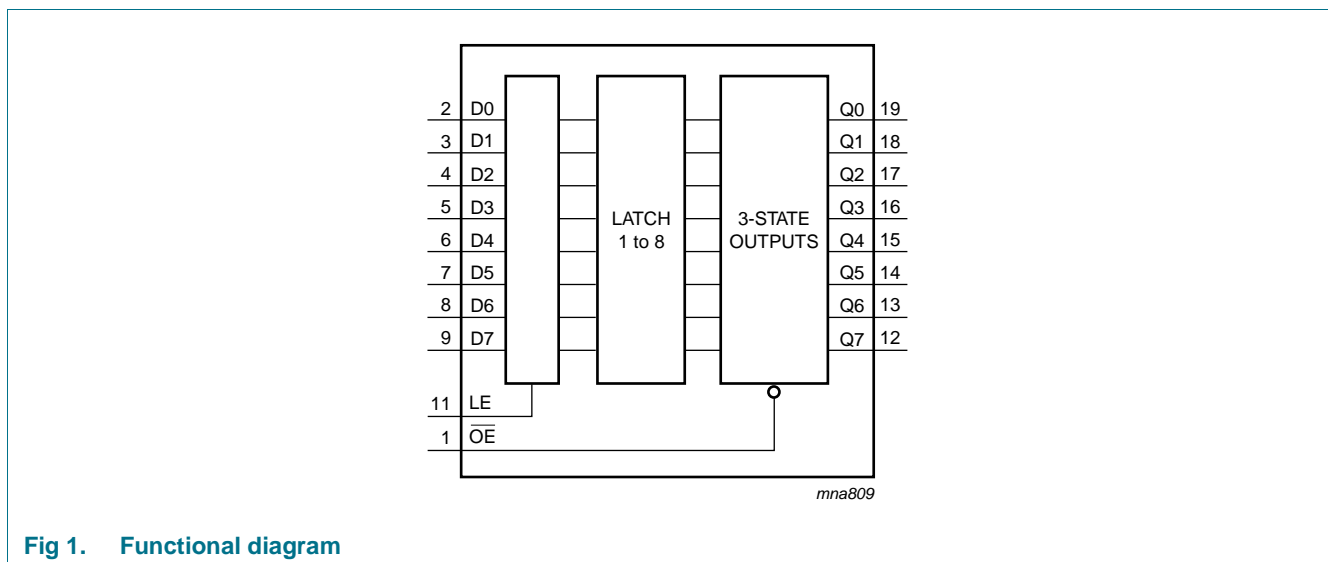 2 D0 Q0 19
3 D1 Q1 18
4 D2 Q2 17
5 D3 LATCH 3-STATE Q3 16
6 D4 1 to 8 OUTPUTS Q4 15
7 D5 Q5 14
8 D6 Q6 13
9 D7 Q7 12
11 LE
1 O̅E̅
mna809
Fig 1. Functional diagram